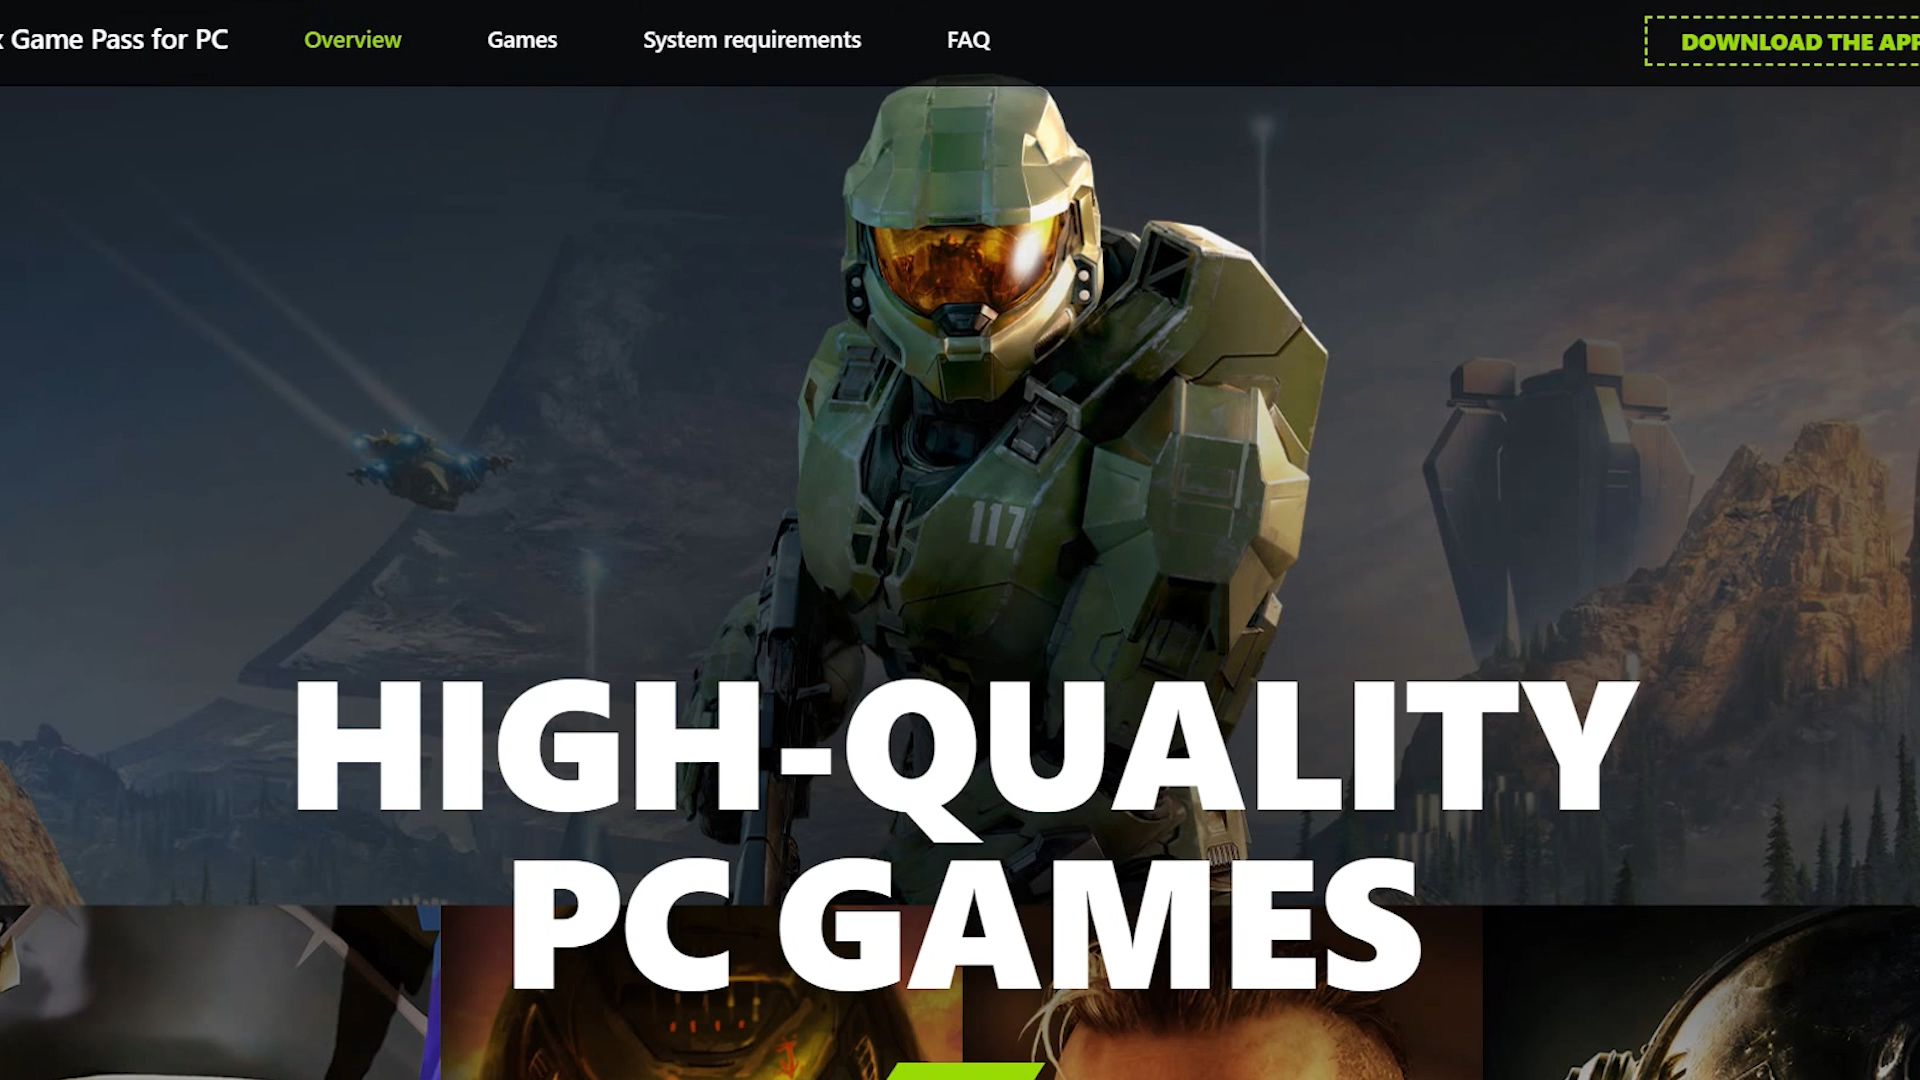 x Game Pass for PC
Overview
Games
System requirements
FAQ
DOWNLOAD THE APP
117
HIGH-QUALITY
PC GAMES